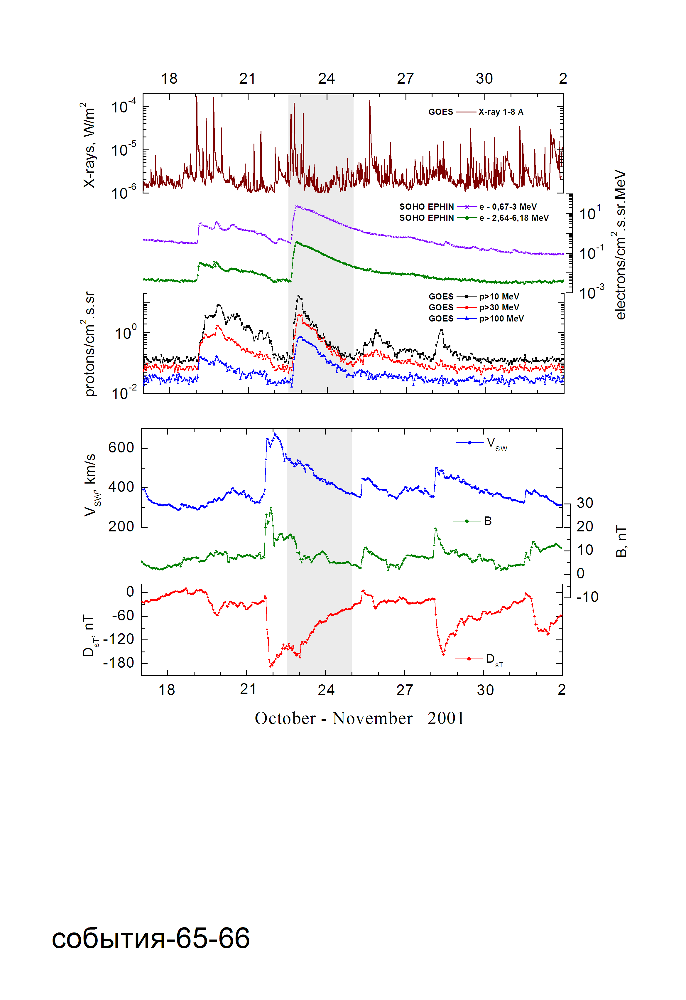 18 21 24 27 30 2
X-rays, W/m²
10⁻⁴
10⁻⁵
10⁻⁶
GOES X-ray 1-8 A
SOHO EPHIN e - 0,67-3 MeV
SOHO EPHIN e - 2,64-6,18 MeV
10¹
10⁻¹
10⁻³
electrons/cm².s.sr.MeV
protons/cm².s.sr
10⁰
10⁻²
GOES p>10 MeV
GOES p>30 MeV
GOES p>100 MeV
V_SW, km/s
600
400
200
V_SW
B
30
20
10
0
-10
B, nT
D_sT, nT
0
-60
-120
-180
D_sT
18 21 24 27 30 2
October - November 2001
события-65-66